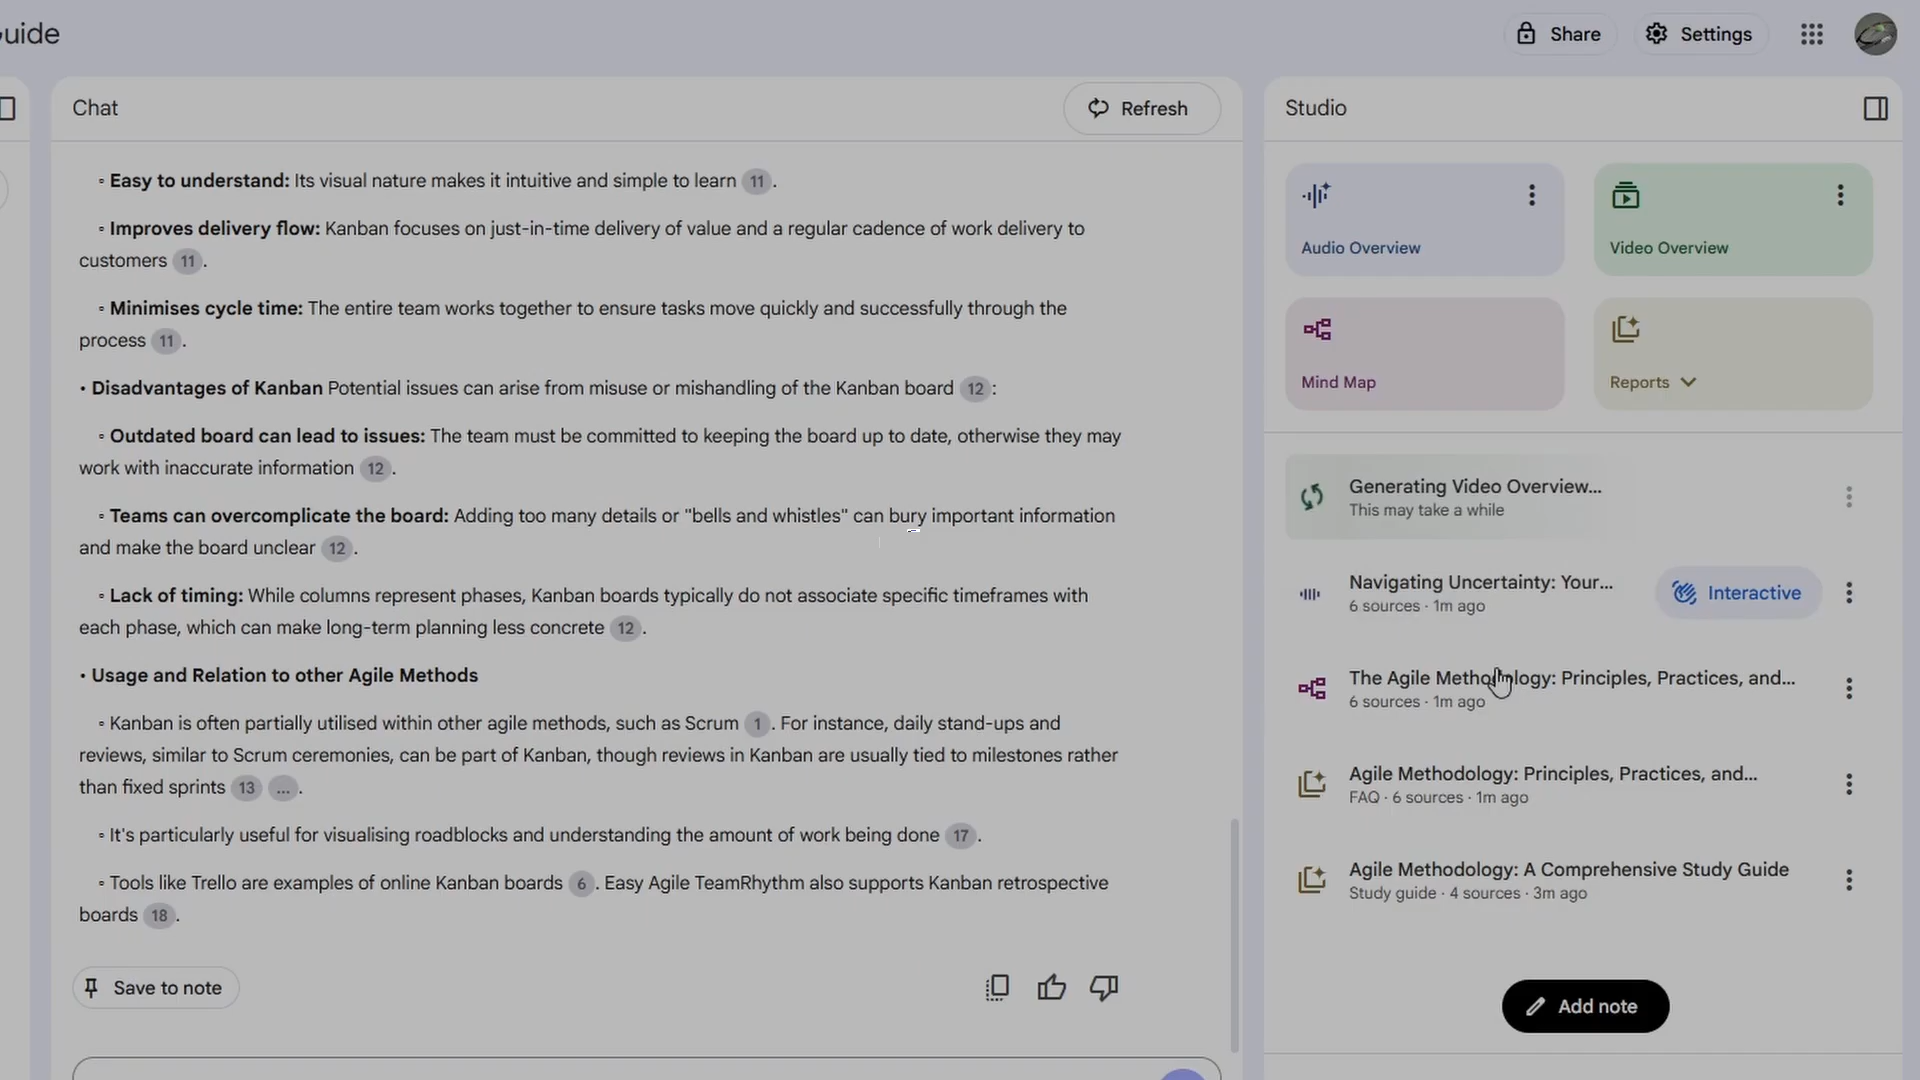 Guide
Share
Settings
Chat
Refresh
Studio
◦ Easy to understand: Its visual nature makes it intuitive and simple to learn 11 .
◦ Improves delivery flow: Kanban focuses on just-in-time delivery of value and a regular cadence of work delivery to
customers 11 .
◦ Minimises cycle time: The entire team works together to ensure tasks move quickly and successfully through the
process 11 .
• Disadvantages of Kanban Potential issues can arise from misuse or mishandling of the Kanban board 12 :
◦ Outdated board can lead to issues: The team must be committed to keeping the board up to date, otherwise they may
work with inaccurate information 12 .
◦ Teams can overcomplicate the board: Adding too many details or "bells and whistles" can bury important information
and make the board unclear 12 .
◦ Lack of timing: While columns represent phases, Kanban boards typically do not associate specific timeframes with
each phase, which can make long-term planning less concrete 12 .
• Usage and Relation to other Agile Methods
◦ Kanban is often partially utilised within other agile methods, such as Scrum 1 . For instance, daily stand-ups and
reviews, similar to Scrum ceremonies, can be part of Kanban, though reviews in Kanban are usually tied to milestones rather
than fixed sprints 13 ... .
◦ It's particularly useful for visualising roadblocks and understanding the amount of work being done 17 .
◦ Tools like Trello are examples of online Kanban boards 6 . Easy Agile TeamRhythm also supports Kanban retrospective
boards 18 .
Save to note
Audio Overview
Video Overview
Mind Map
Reports
Generating Video Overview...
This may take a while
Navigating Uncertainty: Your...
6 sources · 1m ago
Interactive
The Agile Methodology: Principles, Practices, and...
6 sources · 1m ago
Agile Methodology: Principles, Practices, and...
FAQ · 6 sources · 1m ago
Agile Methodology: A Comprehensive Study Guide
Study guide · 4 sources · 3m ago
Add note